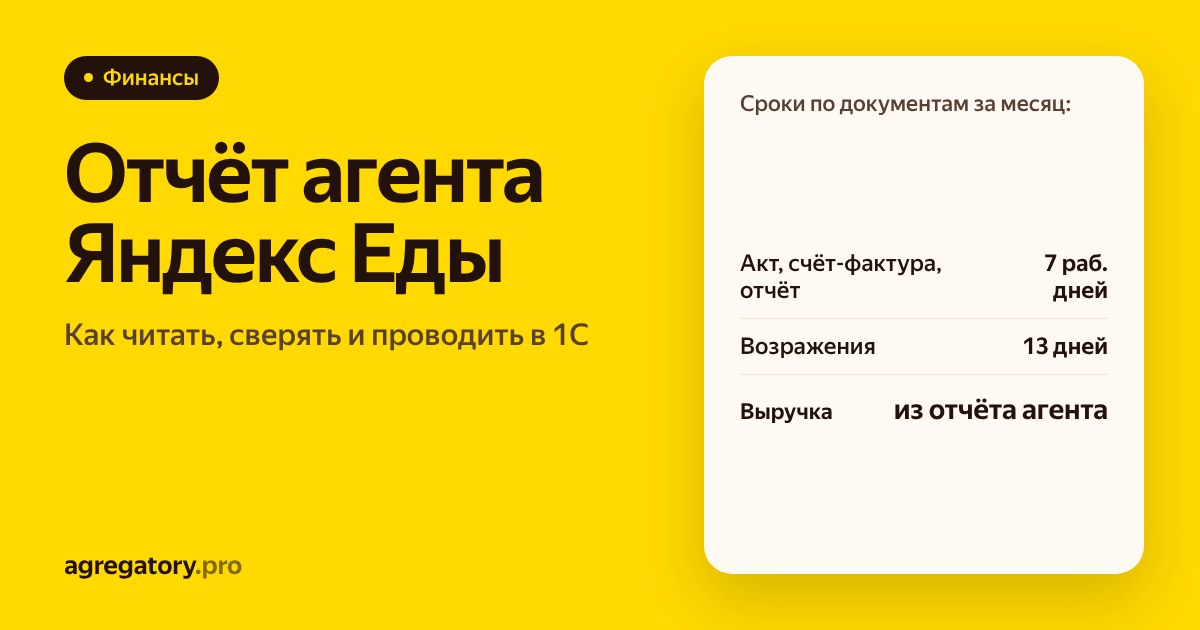 Финансы
Отчёт агента
Яндекс Еды
Как читать, сверять и проводить в 1С
agregatory.pro
Сроки по документам за месяц:
Акт, счёт-фактура, 7 раб.
отчёт дней
Возражения 13 дней
Выручка из отчёта агента